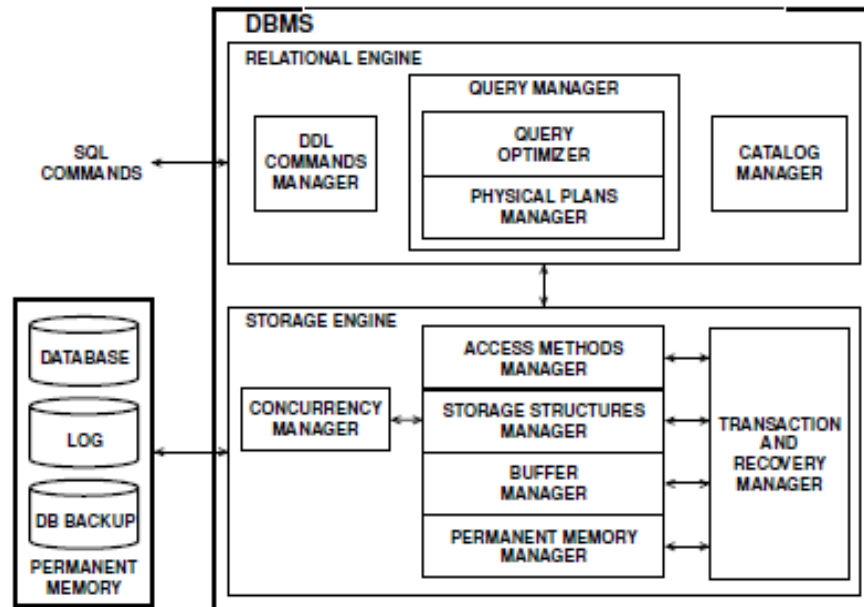 DBMS
RELATIONAL ENGINE
QUERY MANAGER
DDL
COMMANDS
MANAGER
QUERY
OPTIMIZER
PHYSICAL PLANS
MANAGER
CATALOG
MANAGER
SQL
COMMANDS
STORAGE ENGINE
ACCESS METHODS
MANAGER
CONCURRENCY
MANAGER
STORAGE STRUCTURES
MANAGER
BUFFER
MANAGER
PERMANENT MEMORY
MANAGER
TRANSACTION
AND
RECOVERY
MANAGER
DATABASE
LOG
DB BACKUP
PERMANENT
MEMORY